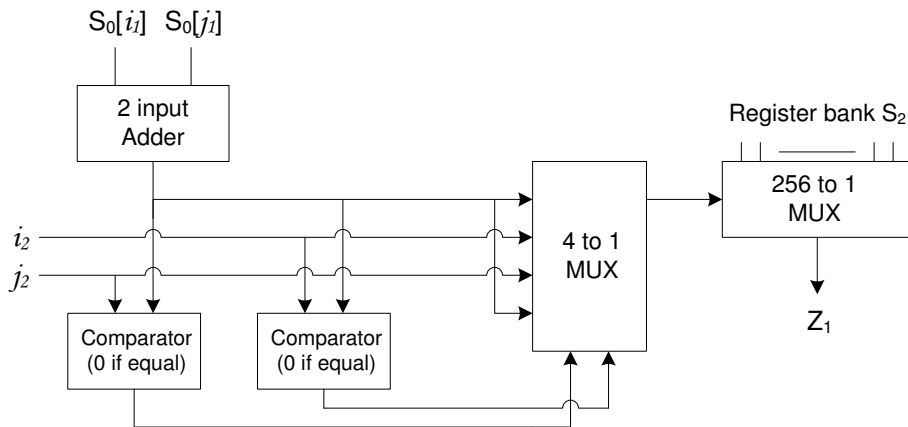 S₀[i₁] S₀[j₁]
2 input
Adder
Register bank S₂
256 to 1
MUX
4 to 1
MUX
i₂
j₂
Comparator
(0 if equal)
Comparator
(0 if equal)
Z₁